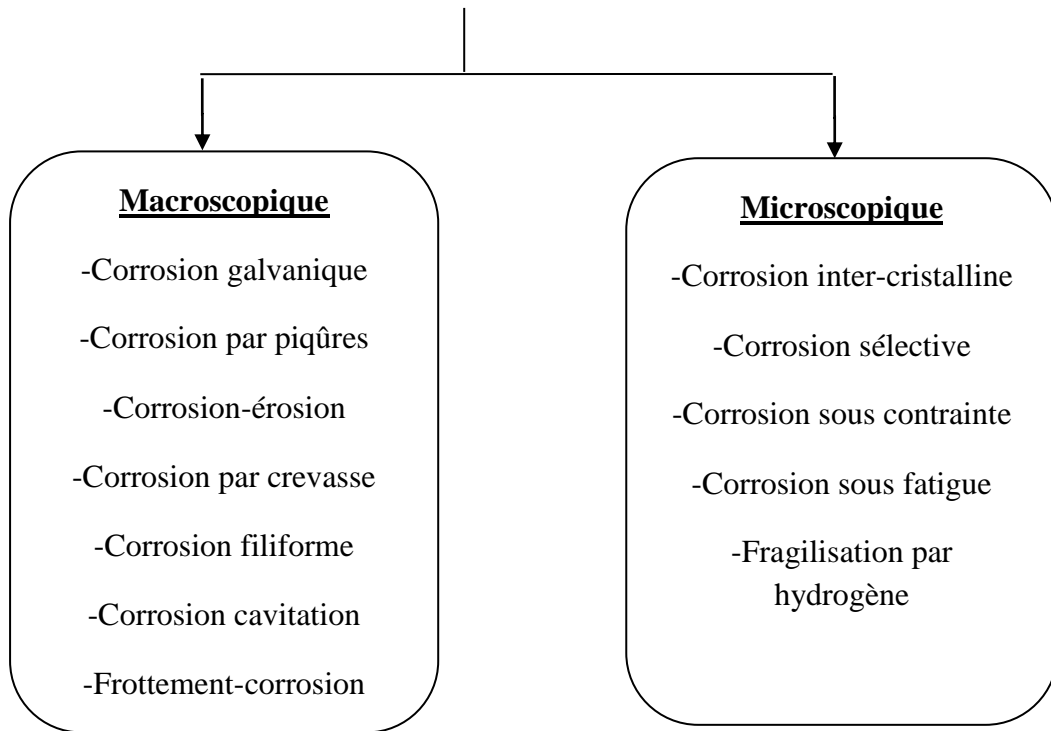 Macroscopique
-Corrosion galvanique
-Corrosion par piqûres
-Corrosion-érosion
-Corrosion par crevasse
-Corrosion filiforme
-Corrosion cavitation
-Frottement-corrosion
Microscopique
-Corrosion inter-cristalline
-Corrosion sélective
-Corrosion sous contrainte
-Corrosion sous fatigue
-Fragilisation par
hydrogène